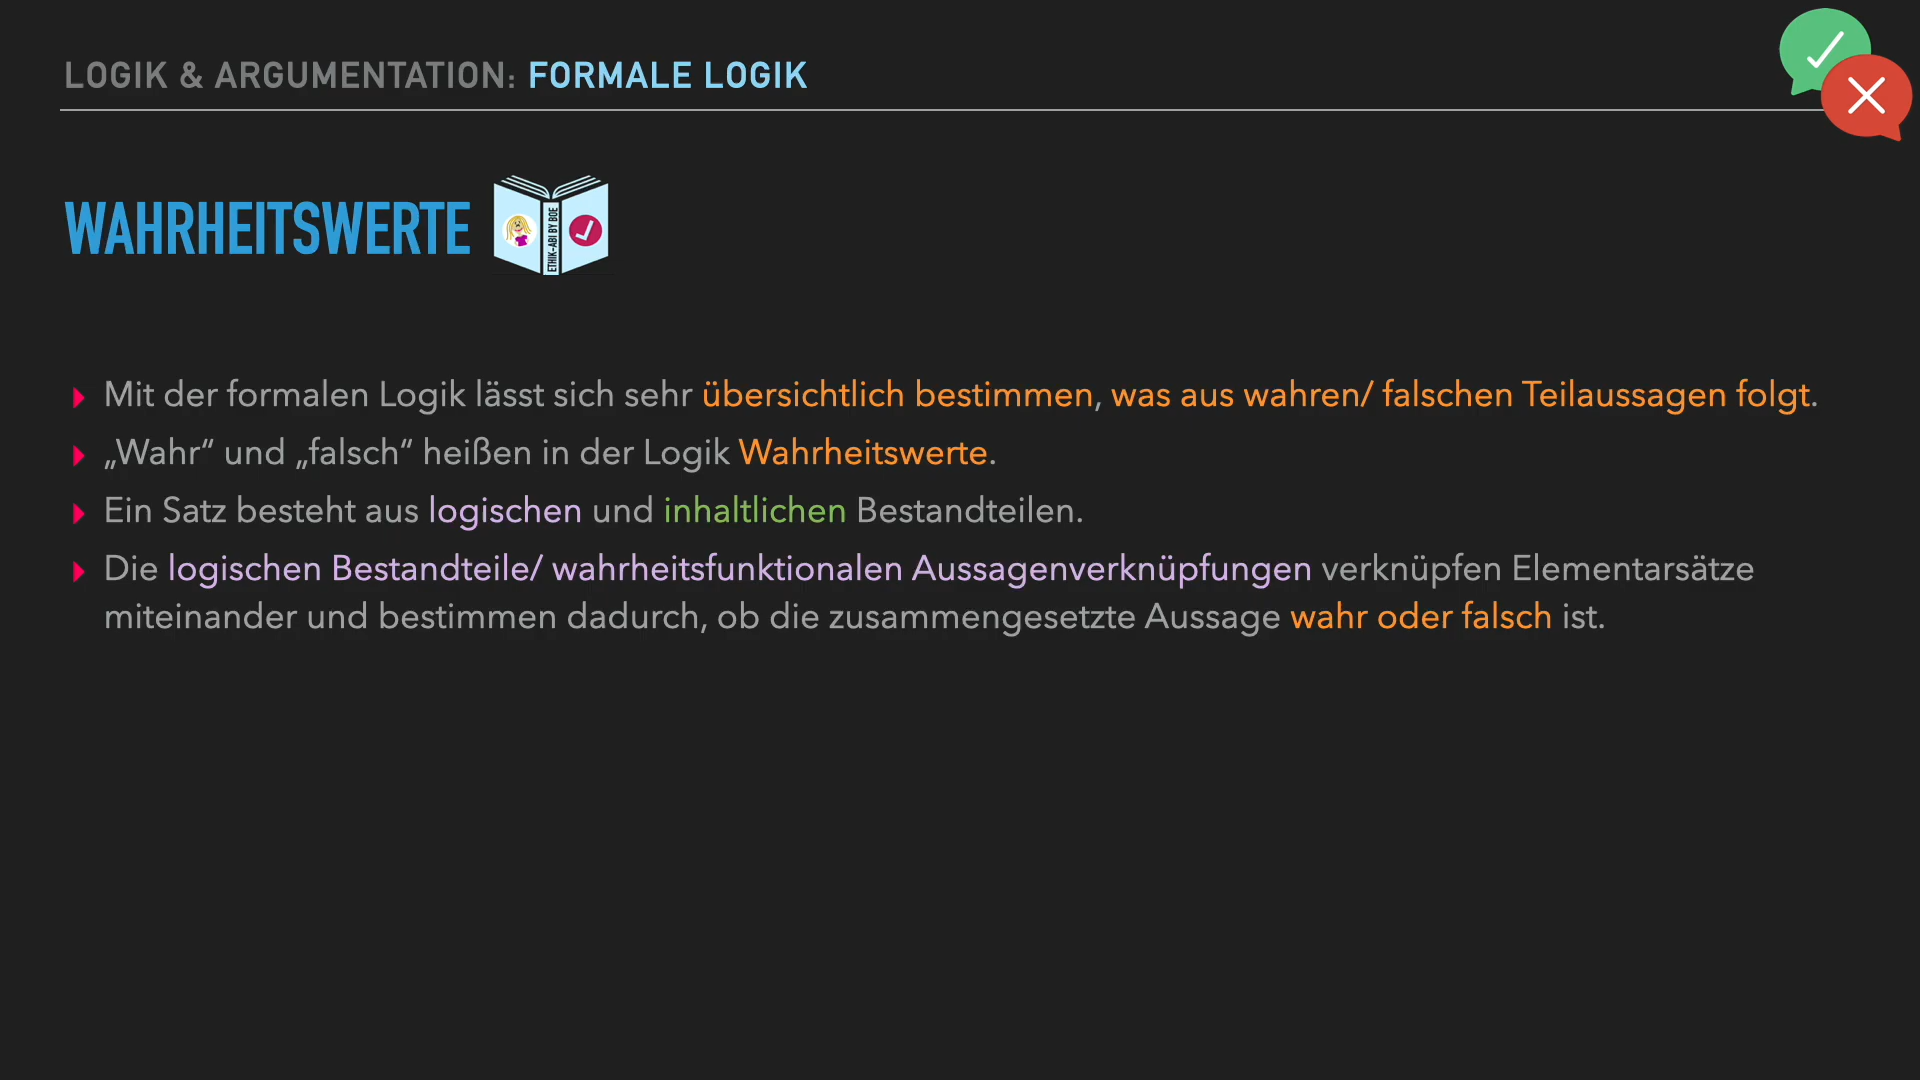 LOGIK & ARGUMENTATION: FORMALE LOGIK
WAHRHEITSWERTE
ETHIK-ABI BY BOE
Mit der formalen Logik lässt sich sehr übersichtlich bestimmen, was aus wahren/ falschen Teilaussagen folgt.
„Wahr“ und „falsch“ heißen in der Logik Wahrheitswerte.
Ein Satz besteht aus logischen und inhaltlichen Bestandteilen.
Die logischen Bestandteile/ wahrheitsfunktionalen Aussagenverknüpfungen verknüpfen Elementarsätze
miteinander und bestimmen dadurch, ob die zusammengesetzte Aussage wahr oder falsch ist.